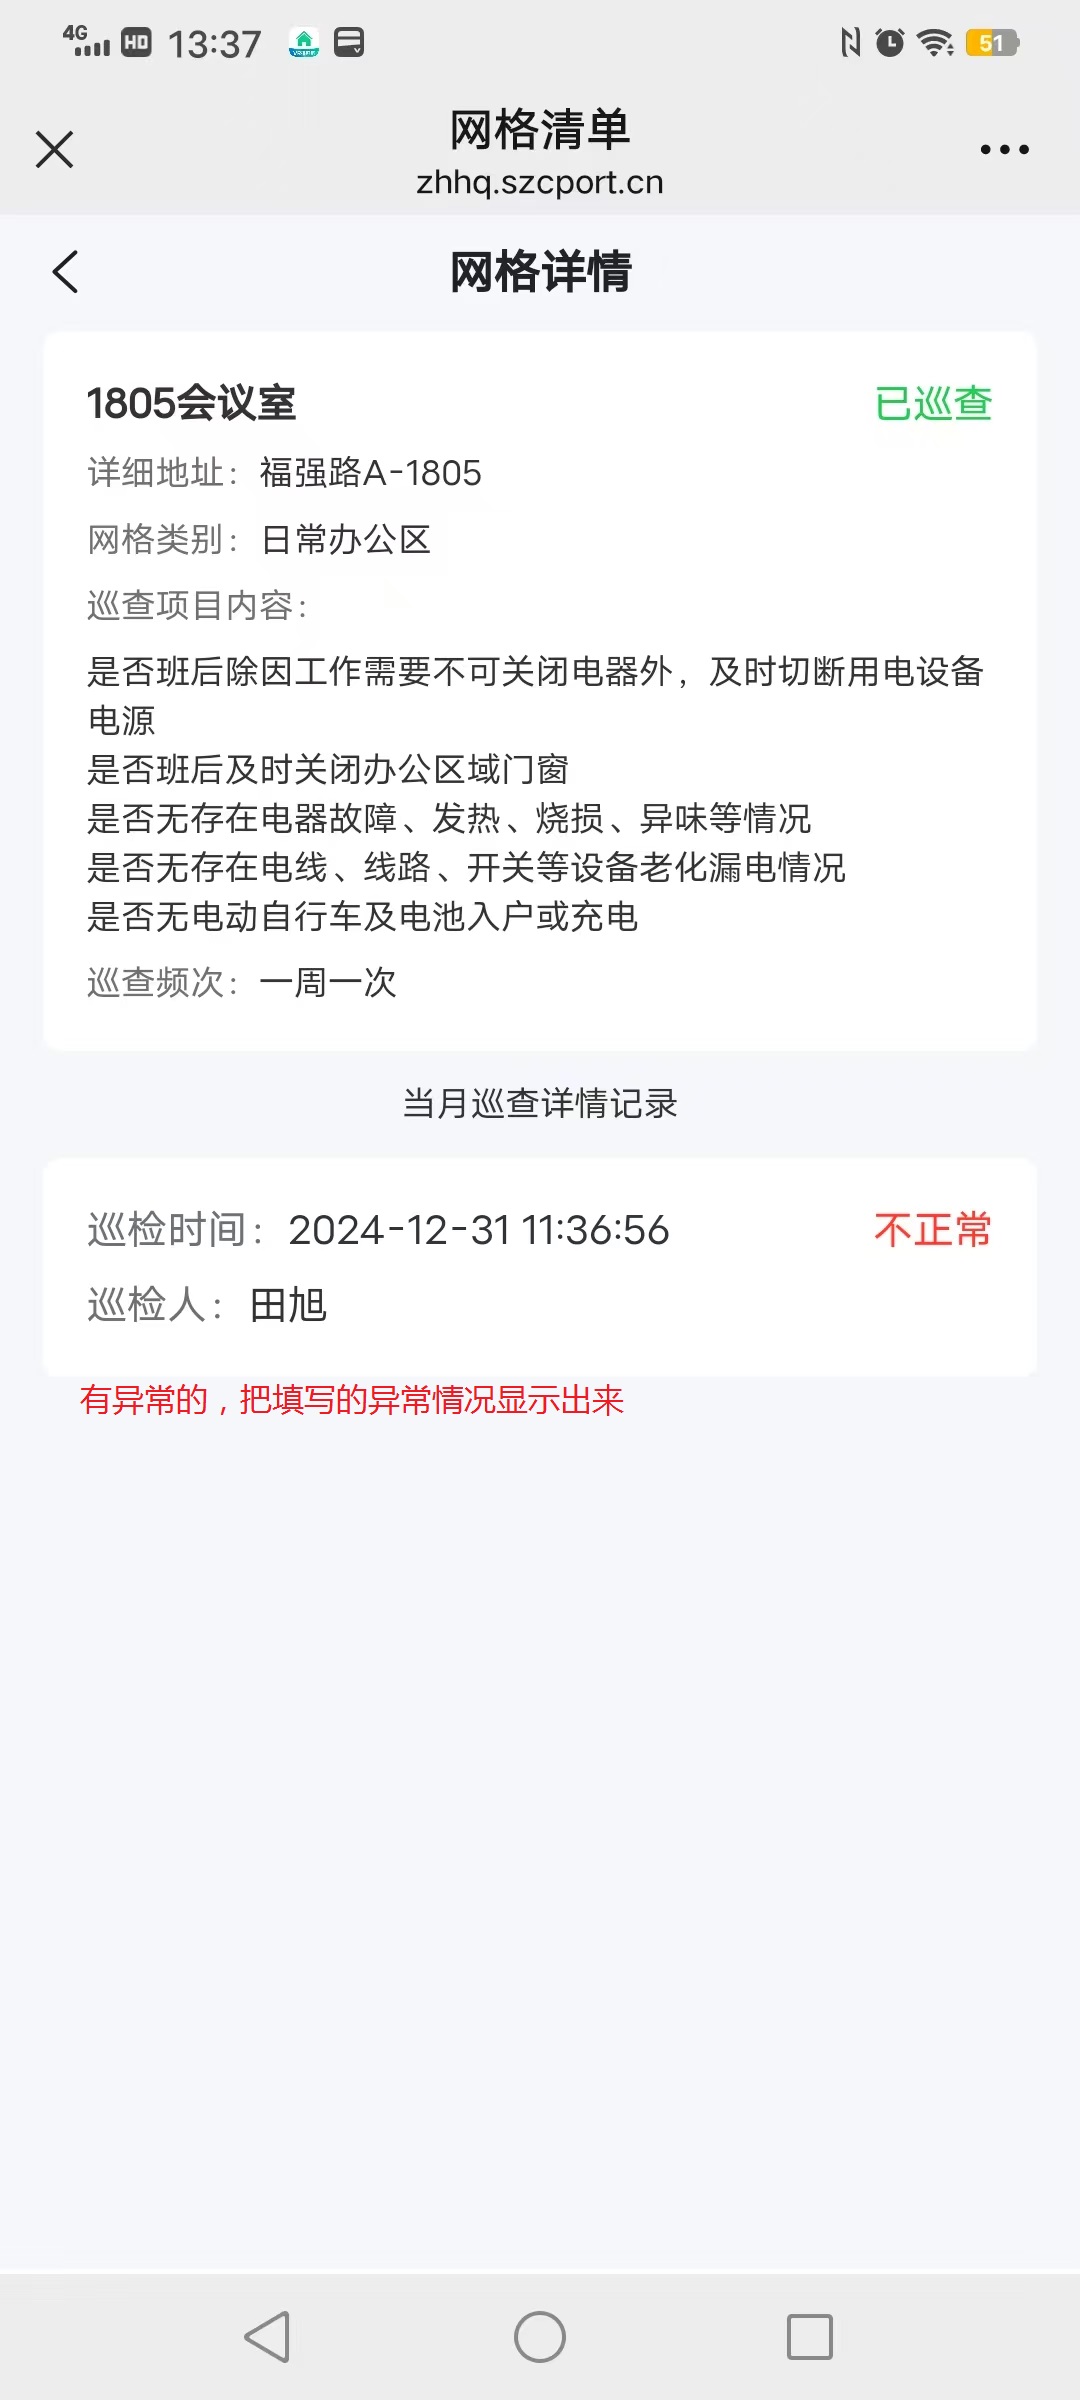 4G HD 13:37 51
网格清单
zhhq.szcport.cn
网格详情
1805会议室 已巡查
详细地址：福强路A-1805
网格类别：日常办公区
巡查项目内容：
是否班后除因工作需要不可关闭电器外，及时切断用电设备
电源
是否班后及时关闭办公区域门窗
是否无存在电器故障、发热、烧损、异味等情况
是否无存在电线、线路、开关等设备老化漏电情况
是否无电动自行车及电池入户或充电
巡查频次：一周一次
当月巡查详情记录
巡检时间：2024-12-31 11:36:56 不正常
巡检人：田旭
有异常的，把填写的异常情况显示出来